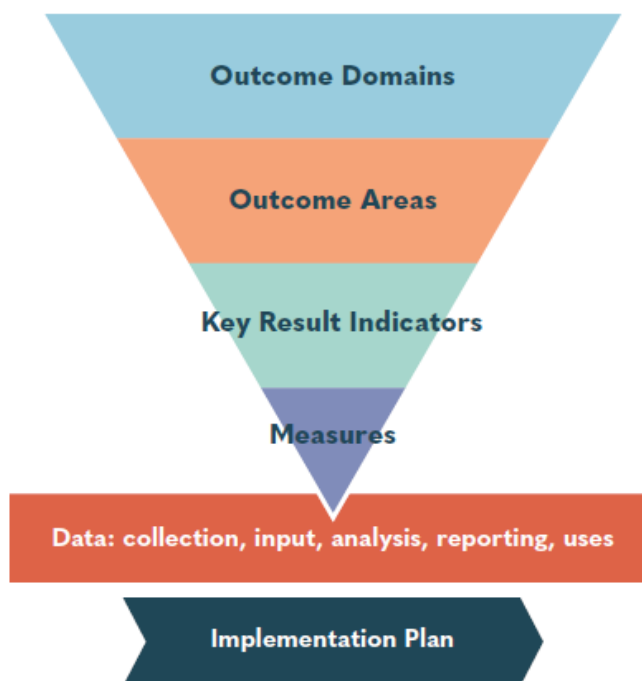 Outcome Domains
Outcome Areas
Key Result Indicators
Measures
Data: collection, input, analysis, reporting, uses
Implementation Plan